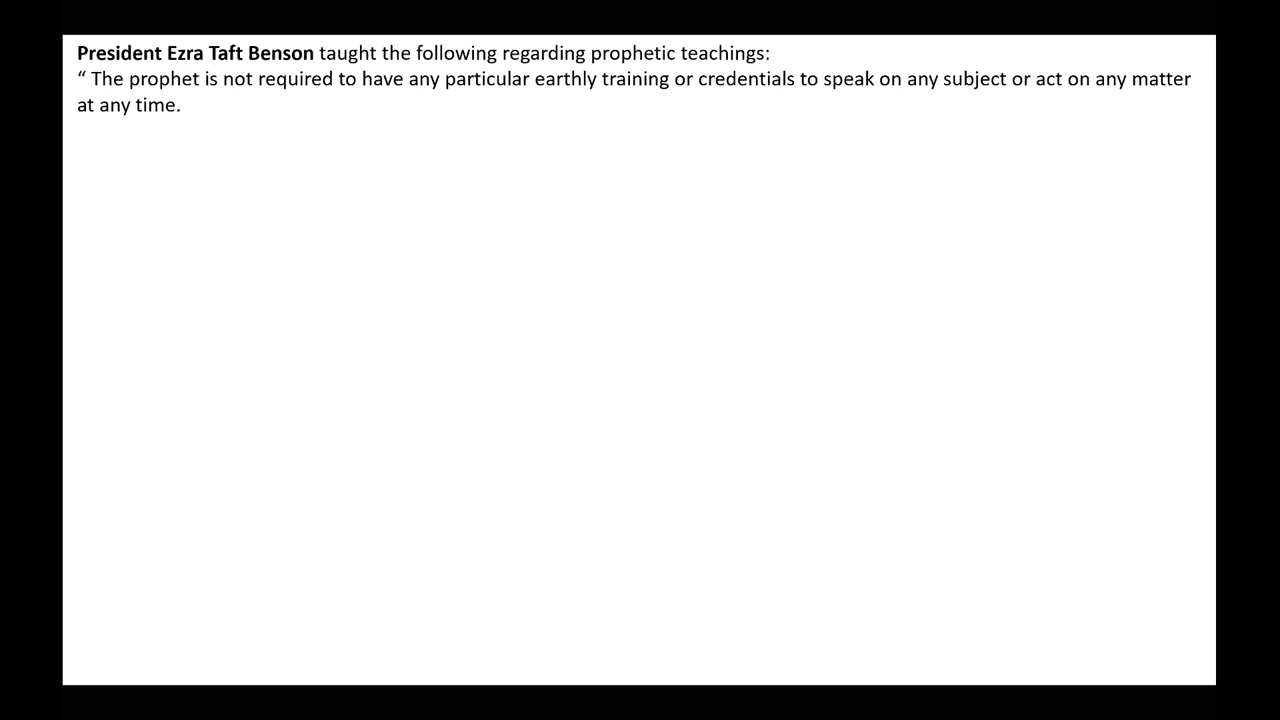 President Ezra Taft Benson taught the following regarding prophetic teachings:
“ The prophet is not required to have any particular earthly training or credentials to speak on any subject or act on any matter
at any time.